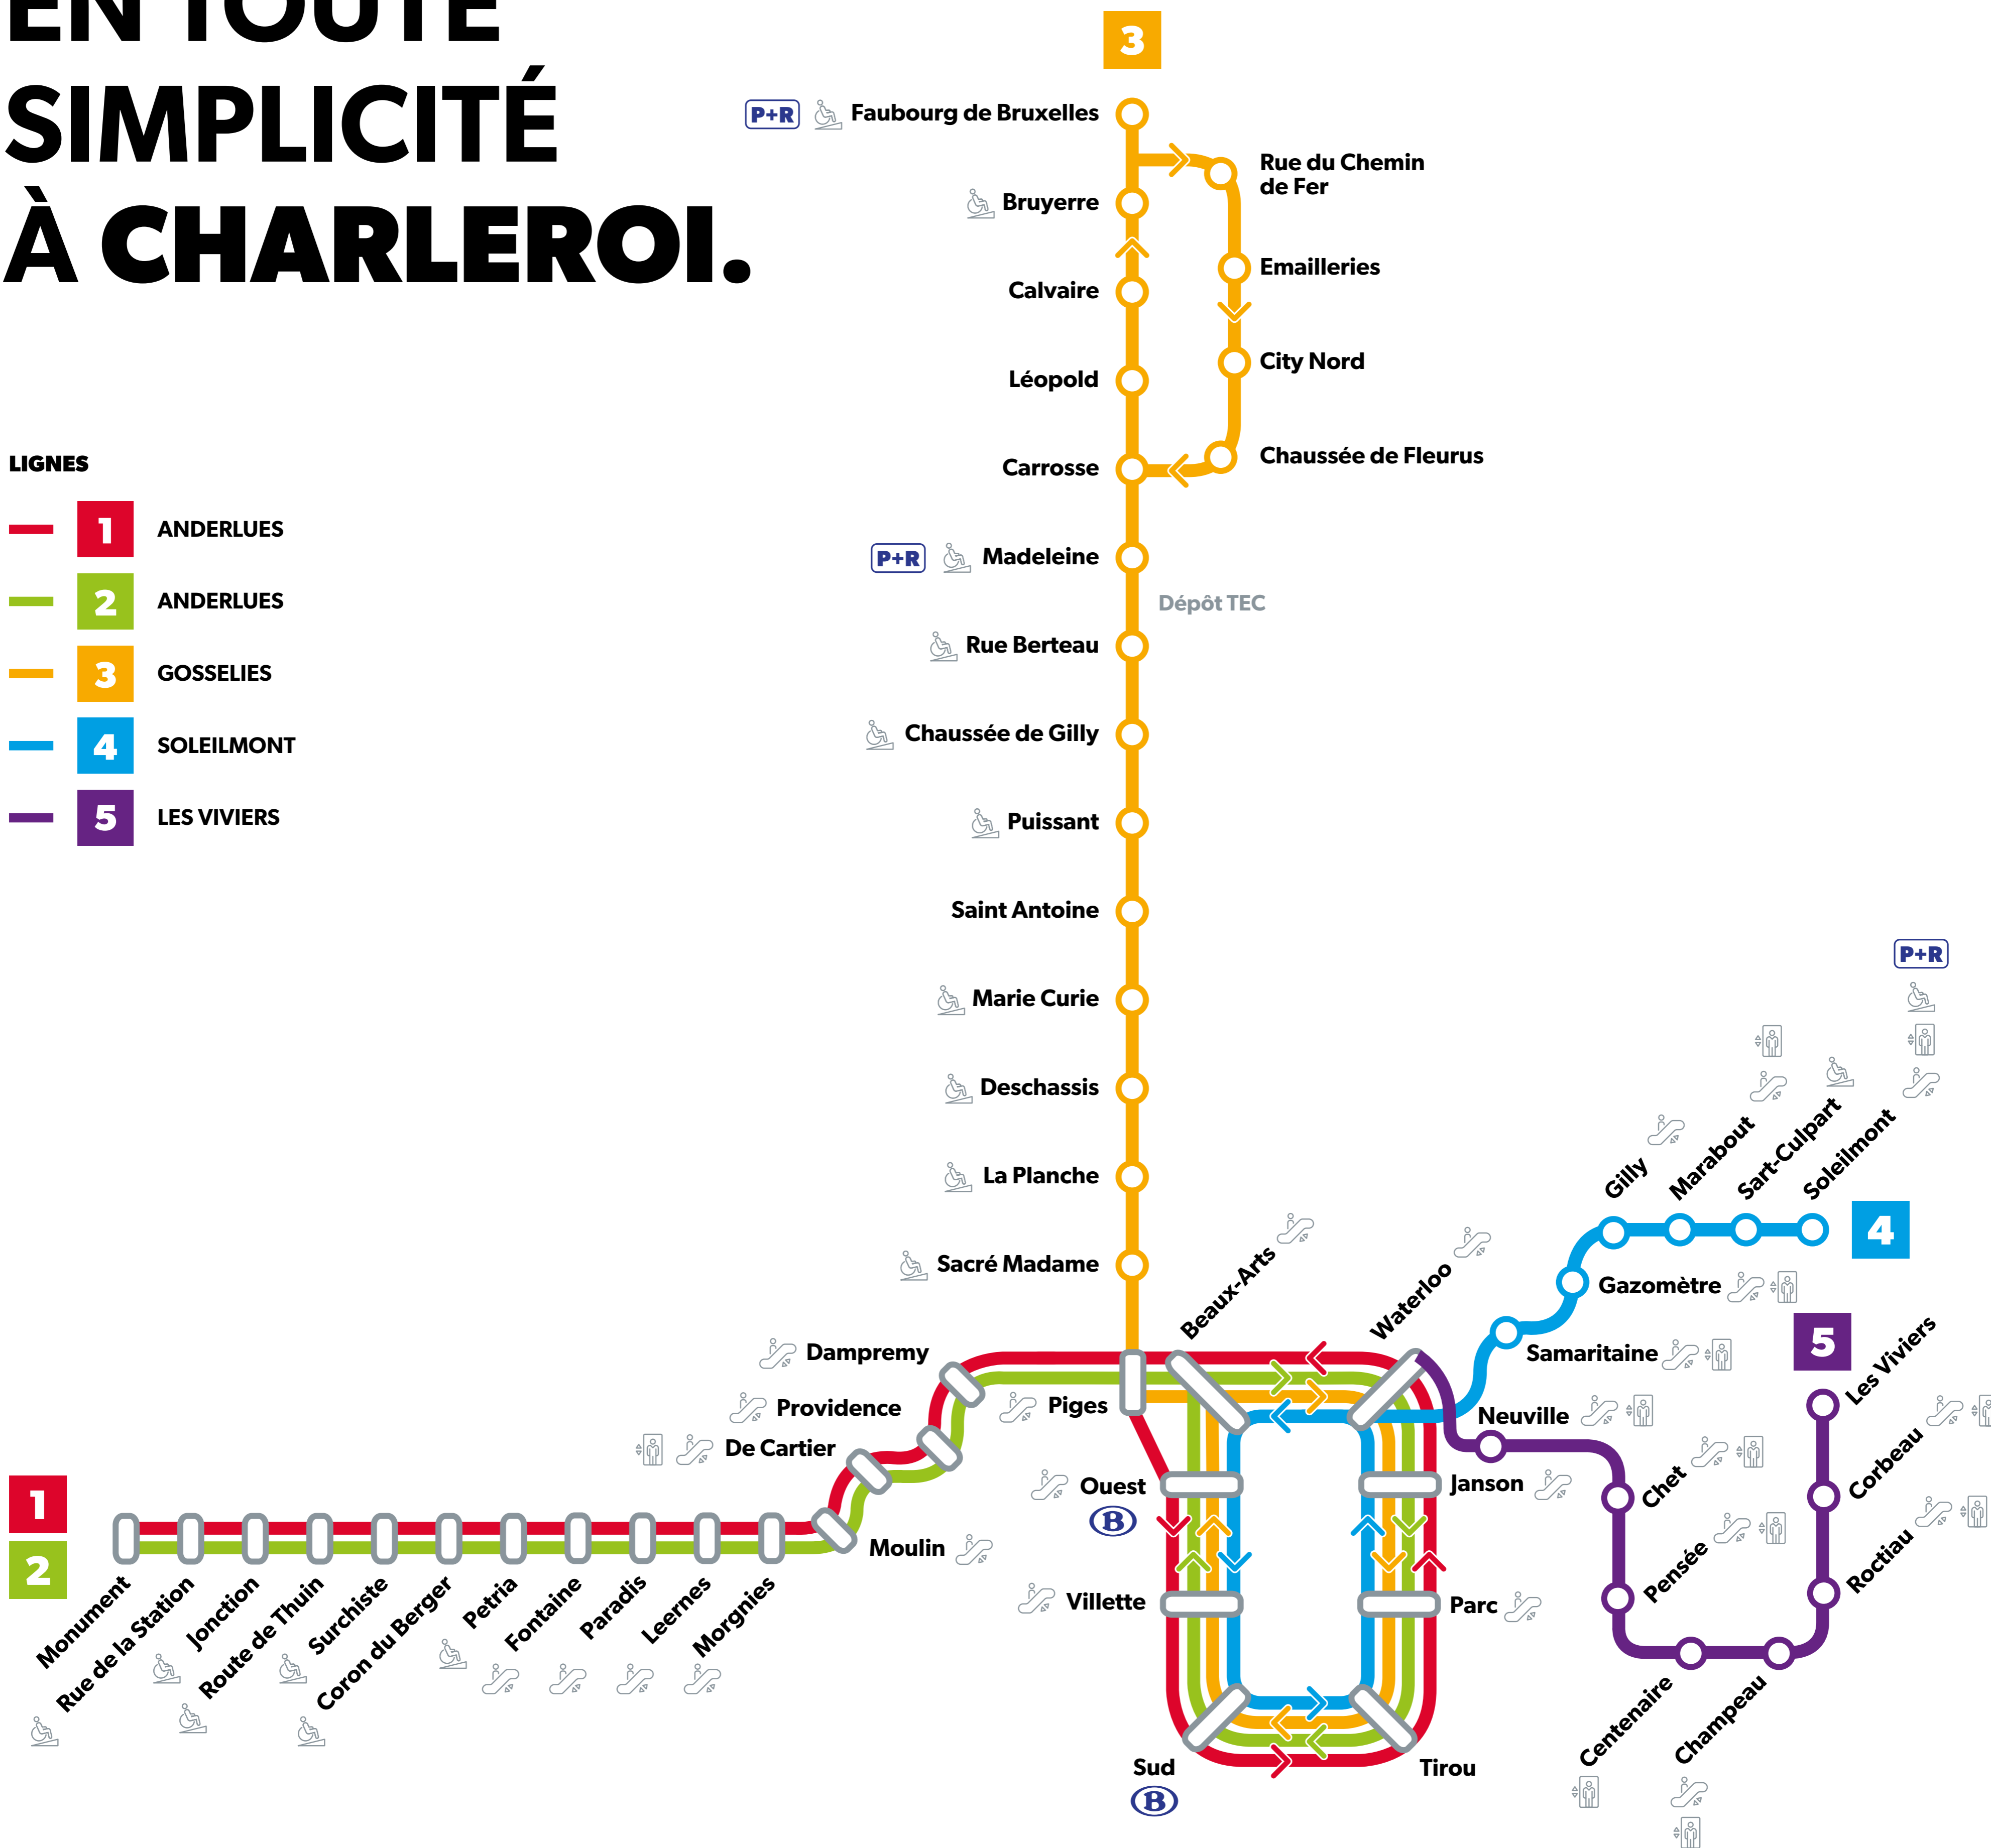 EN TOUTE
SIMPLICITÉ
À CHARLEROI.
LIGNES
1 ANDERLUES
2 ANDERLUES
3 GOSSELIES
4 SOLEILMONT
5 LES VIVIERS
3
P+R Faubourg de Bruxelles
Rue du Chemin
de Fer
Bruyerre
Emailleries
Calvaire
City Nord
Léopold
Chaussée de Fleurus
Carrosse
P+R Madeleine
Dépôt TEC
Rue Berteau
Chaussée de Gilly
Puissant
Saint Antoine
Marie Curie
Deschassis
La Planche
Sacré Madame
P+R
Gilly
Marabout
Sart-Culpart
Soleilmont
4
Gazomètre
Samaritaine
Beaux-Arts
Waterloo
Dampremy
Providence
De Cartier
Piges
Moulin
Ouest
B
Villette
Sud
B
Tirou
Parc
Janson
5
Les Viviers
Neuville
Chet
Corbeau
Pensée
Roctiau
Centenaire
Champeau
1
2
Monument
Rue de la Station
Jonction
Route de Thuin
Surchiste
Coron du Berger
Petria
Fontaine
Paradis
Leernes
Morgnies